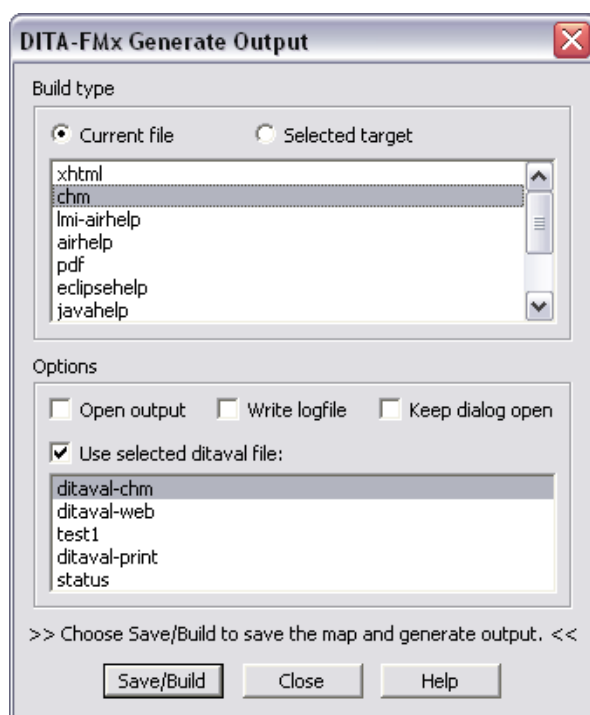 DITA-FMx Generate Output
Build type
Current file Selected target
xhtml
chm
lmi-airhelp
airhelp
pdf
eclipsehelp
javahelp
Options
Open output Write logfile Keep dialog open
Use selected ditaval file:
ditaval-chm
ditaval-web
test1
ditaval-print
status
>> Choose Save/Build to save the map and generate output. <<
Save/Build Close Help